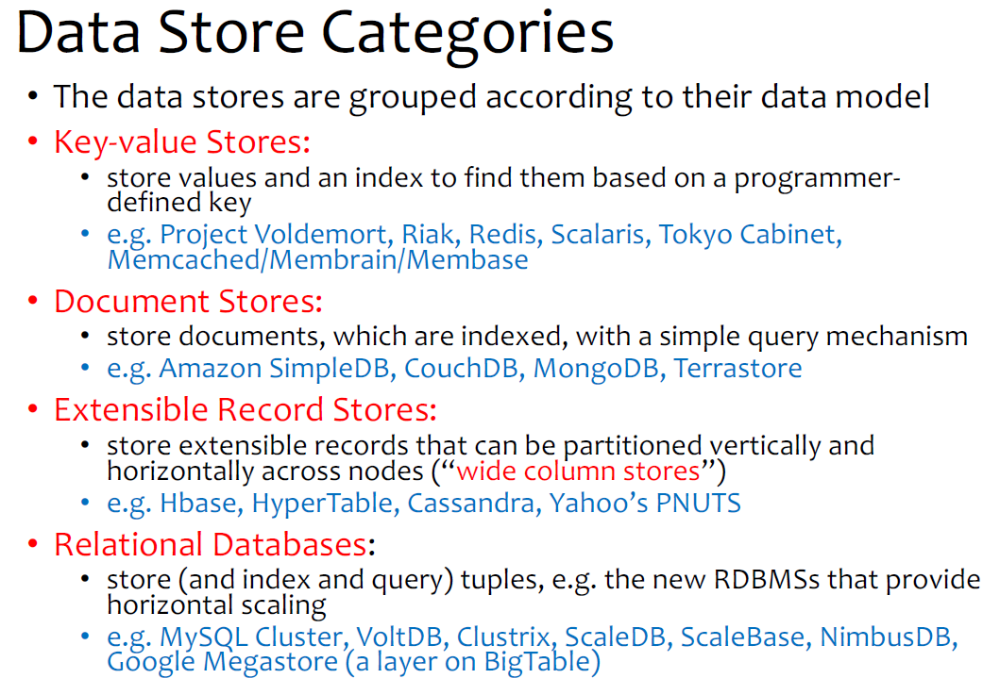 Data Store Categories
• The data stores are grouped according to their data model
• Key-value Stores:
• store values and an index to find them based on a programmer-
defined key
• e.g. Project Voldemort, Riak, Redis, Scalaris, Tokyo Cabinet,
Memcached/Membrain/Membase
• Document Stores:
• store documents, which are indexed, with a simple query mechanism
• e.g. Amazon SimpleDB, CouchDB, MongoDB, Terrastore
• Extensible Record Stores:
• store extensible records that can be partitioned vertically and
horizontally across nodes (“wide column stores”)
• e.g. Hbase, HyperTable, Cassandra, Yahoo’s PNUTS
• Relational Databases:
• store (and index and query) tuples, e.g. the new RDBMSs that provide
horizontal scaling
• e.g. MySQL Cluster, VoltDB, Clustrix, ScaleDB, ScaleBase, NimbusDB,
Google Megastore (a layer on BigTable)